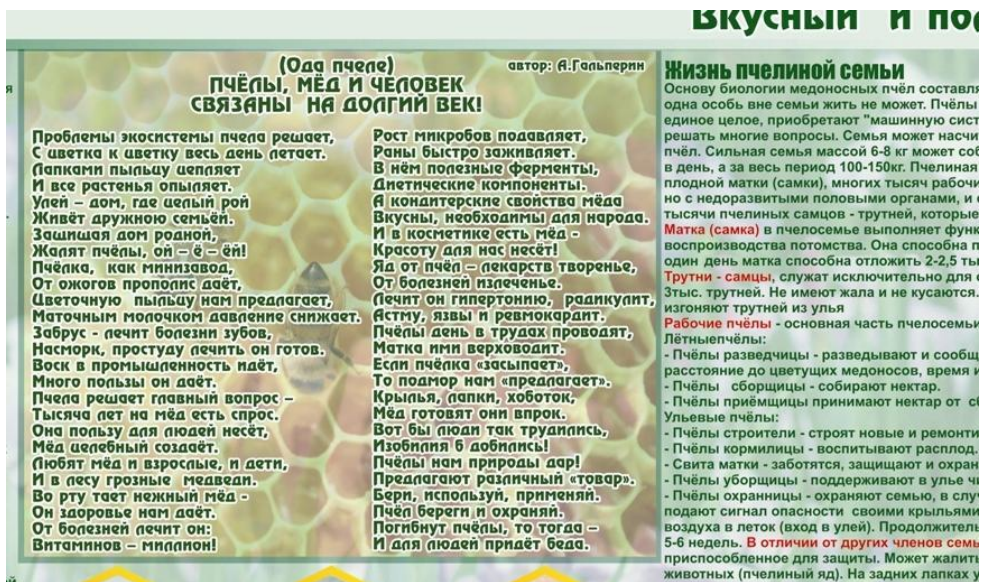 Вкусный и
(Ода пчеле)
автор: А.Гальперин
ПЧЁЛЫ, МЁД И ЧЕЛОВЕК
СВЯЗАНЫ НА ДОЛГИЙ ВЕК!
Проблемы экосистемы пчела решает,
С цветка к цветку весь день летает.
Лапками пыльцу цепляет
И все растенья опыляет.
Улей – дом, где целый рой
Живёт дружною семьёй.
Защищая дом родной,
Жалят пчёлы, ой – ё – ёй!
Пчёлка, как минизавод,
От ожогов прополис даёт,
Цветочную пыльцу нам предлагает,
Маточным молочком давление снижает.
Забрус - лечит болезни зубов,
Насморк, простуду лечить он готов.
Воск в промышленность идёт,
Много пользы он даёт.
Пчела решает главный вопрос –
Тысяча лет на мёд есть спрос.
Она пользу для людей несёт,
Мёд целебный создаёт.
Любят мёд и взрослые, и дети,
И в лесу грозные медведи.
Во рту тает нежный мёд -
Он здоровье нам даёт.
От болезней лечит он:
Витаминов – миллион!
Рост микробов подавляет,
Раны быстро заживляет.
В нём полезные ферменты,
Диетические компоненты.
А кондитерские свойства мёда
Вкусны, необходимы для народа.
И в косметике есть мёд -
Красоту для нас несёт!
Яд от пчёл – лекарств творенье,
От болезней излеченье.
Лечит он гипертонию, радикулит,
Астму, язвы и ревмокардит.
Пчёлы день в трудах проводят,
Матка ими верховодит.
Если пчёлка «засыпает»,
То подмор нам «предлагает».
Крылья, лапки, хоботок,
Мёд готовят они впрок.
Вот бы люди так трудились,
Изобилия б добились!
Пчёлы нам природы дар!
Предлагают различный «товар».
Бери, используй, применяй.
Пчёл береги и охраняй.
Погибнут пчёлы, то тогда –
И для людей придёт беда.
Жизнь пчелиной семьи
Основу биологии медоносных пчёл составл
одна особь вне семьи жить не может. Пчёлы
единое целое, приобретают "машинную сист
решать многие вопросы. Семья может насчи
пчёл. Сильная семья массой 6-8 кг может соб
в день, а за весь период 100-150кг. Пчелиная
плодной матки (самки), многих тысяч рабочи
но с недоразвитыми половыми органами, и
тысячи пчелиных самцов - трутней, которые
Матка (самка) в пчелосемье выполняет функ
воспроизводства потомства. Она способна п
один день матка способна отложить 2-2,5 ты
Трутни - самцы, служат исключительно для
3тыс. трутней. Не имеют жала и не кусаются.
изгоняют трутней из улья
Рабочие пчёлы - основная часть пчелосемьи
Лётныепчёлы:
- Пчёлы разведчицы - разведывают и сообщ
расстояние до цветущих медоносов, время и
- Пчёлы сборщицы - собирают нектар.
- Пчёлы приёмщицы принимают нектар от сб
Ульевые пчёлы:
- Пчёлы строители - строят новые и ремонти
- Пчёлы кормилицы - воспитывают расплод.
- Свита матки - заботятся, защищают и охран
- Пчёлы уборщицы - поддерживают в улье чи
- Пчёлы охранницы - охраняют семью, в слу
подают сигнал опасности своими крыльями
воздуха в леток (вход в улей). Продолжитель
5-6 недель. В отличии от других членов семь
приспособленное для защиты. Может жалить
животных (пчелиный яд). На задних лапках у